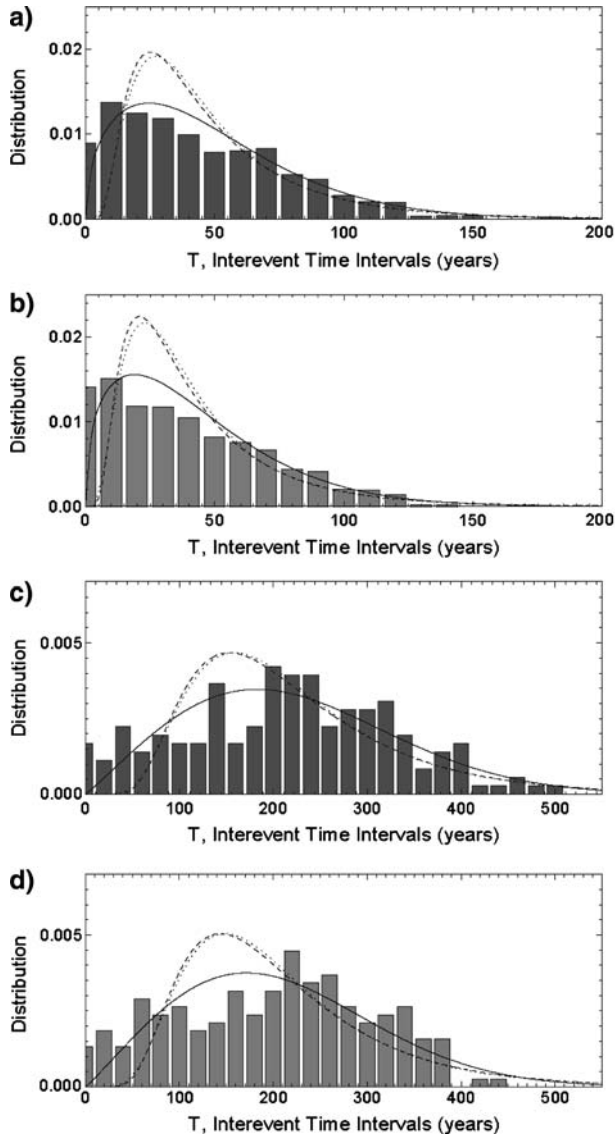 a)
0.02
0.01
0.00
Distribution
0 50 100 150 200
T, Interevent Time Intervals (years)
b)
0.02
0.01
0.00
Distribution
0 50 100 150 200
T, Interevent Time Intervals (years)
c)
0.005
0.000
Distribution
0 100 200 300 400 500
T, Interevent Time Intervals (years)
d)
0.005
0.000
Distribution
0 100 200 300 400 500
T, Interevent Time Intervals (years)